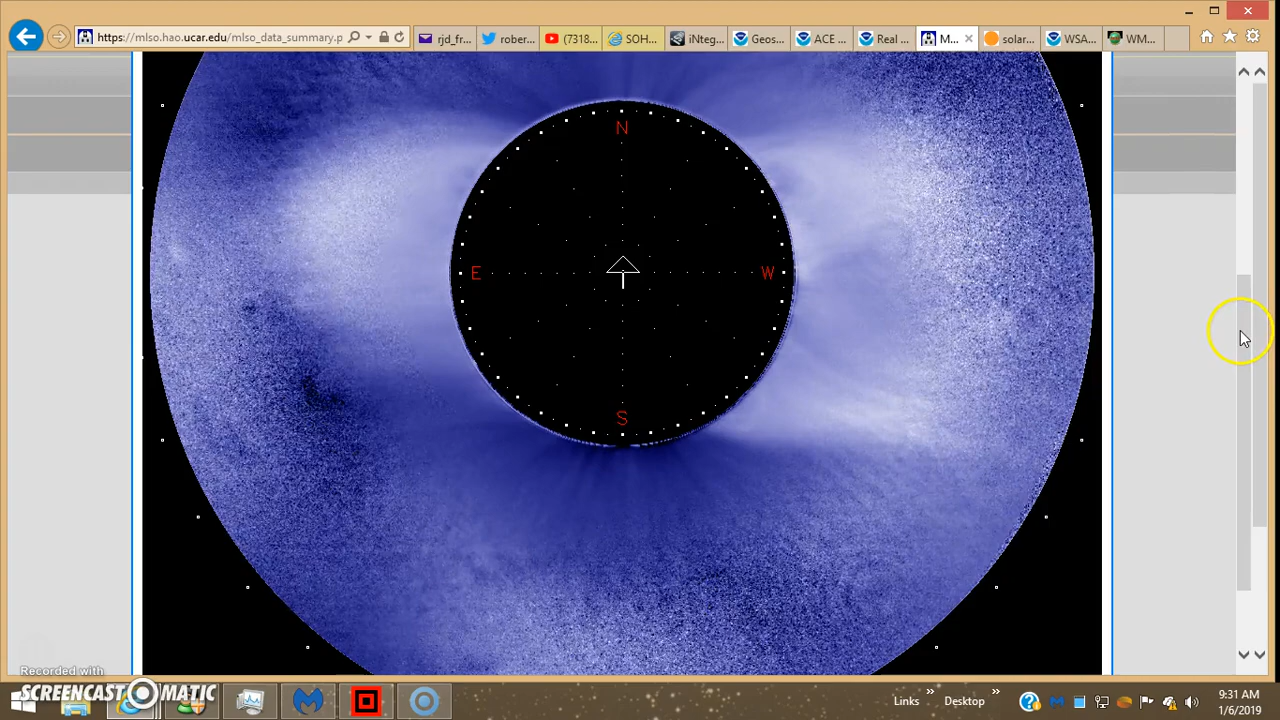 https://mlso.hao.ucar.edu/mlso_data_summary.p
rjd_fr...
rober...
(7318...
SOH...
iNteg...
Geos...
ACE ...
Real ...
M...
solar...
WSA...
WM...
N
E
W
S
Recorded with
SCREENCAST-O-MATIC
Links
»
Desktop
»
9:31 AM
1/6/2019